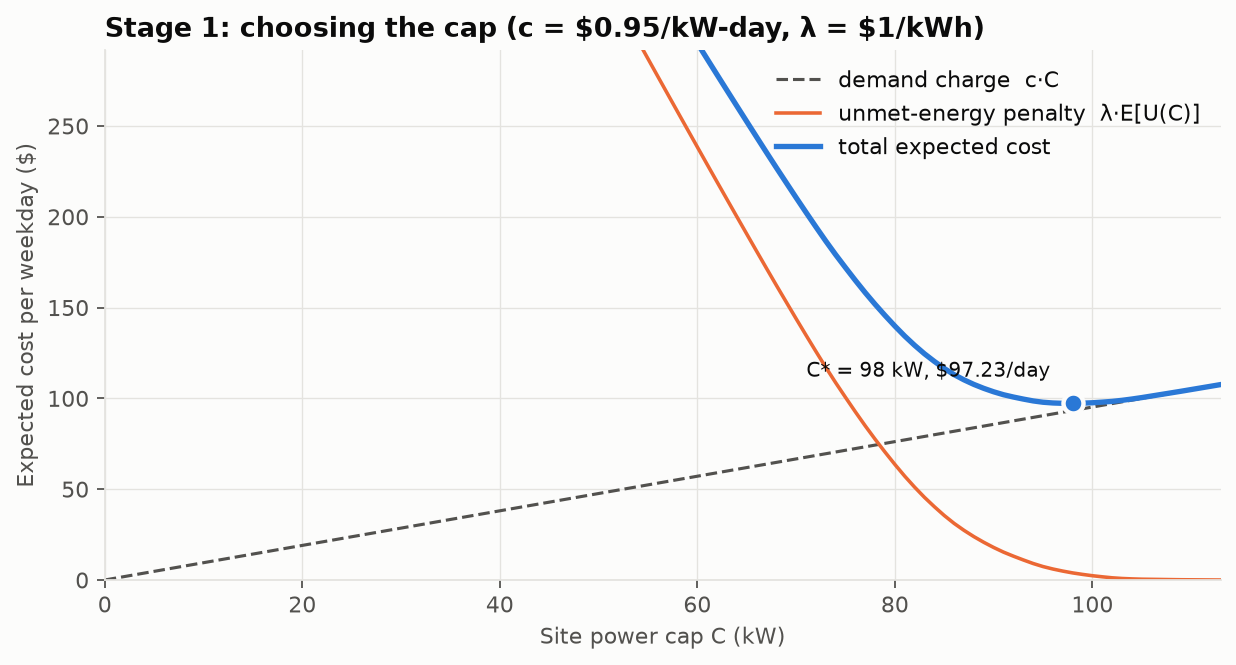 Stage 1: choosing the cap (c = $0.95/kW-day, λ = $1/kWh)
demand charge  c·C
unmet-energy penalty  λ·E[U(C)]
total expected cost
Expected cost per weekday ($)
250
200
150
100
50
0
C* = 98 kW, $97.23/day
0
20
40
60
80
100
Site power cap C (kW)